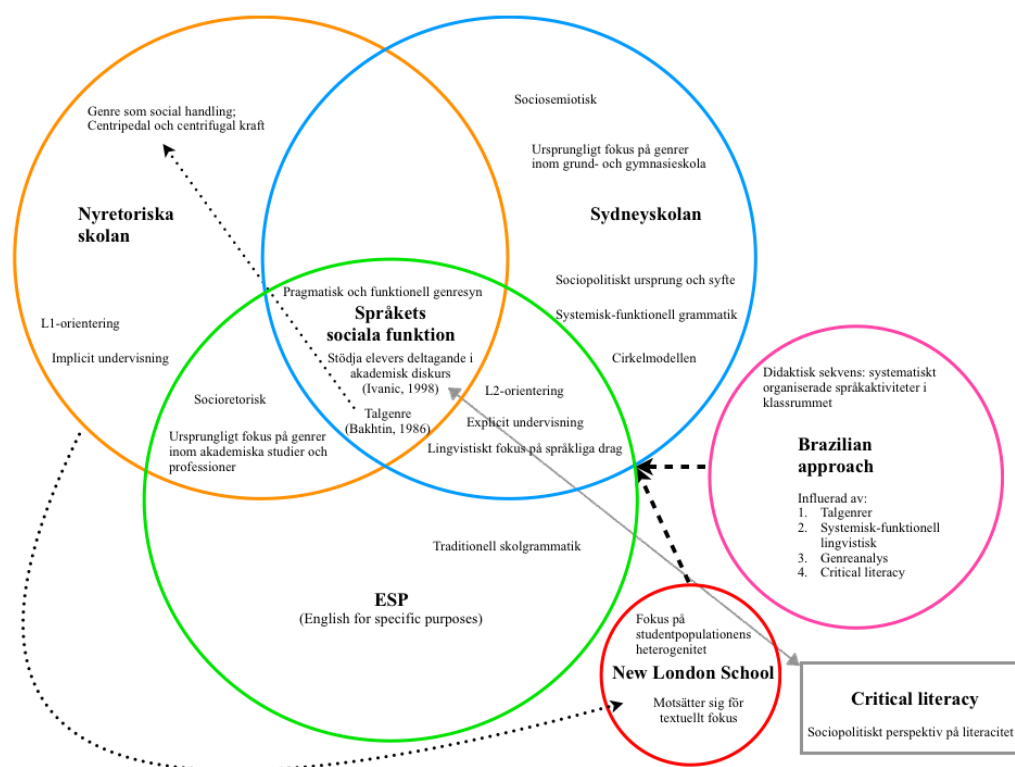 Genre som social handling;
Centripedal och centrifugal kraft
Nyretoriska
skolan
L1-orientering
Implicit undervisning
Sociosemiotisk
Ursprungligt fokus på genrer
inom grund- och gymnasieskola
Sydneyskolan
Sociopolitiskt ursprung och syfte
Systemisk-funktionell grammatik
Cirkelmodellen
Pragmatisk och funktionell genresyn
Språkets
sociala funktion
Stödja elevers deltagande i
akademisk diskurs
(Ivanic, 1998)
Talgenre
(Bakhtin, 1986)
Socioretorisk
Ursprungligt fokus på genrer
inom akademiska studier och
professioner
L2-orientering
Explicit undervisning
Lingvistiskt fokus på språkliga drag
Traditionell skolgrammatik
ESP
(English for specific purposes)
Didaktisk sekvens: systematiskt
organiserade språkaktiviteter i
klassrummet
Brazilian
approach
Influerad av:
1. Talgenrer
2. Systemisk-funktionell
lingvistisk
3. Genreanalys
4. Critical literacy
Fokus på
studentpopulationens
heterogenitet
New London School
Motsätter sig för
textuellt fokus
Critical literacy
Sociopolitiskt perspektiv på literacitet